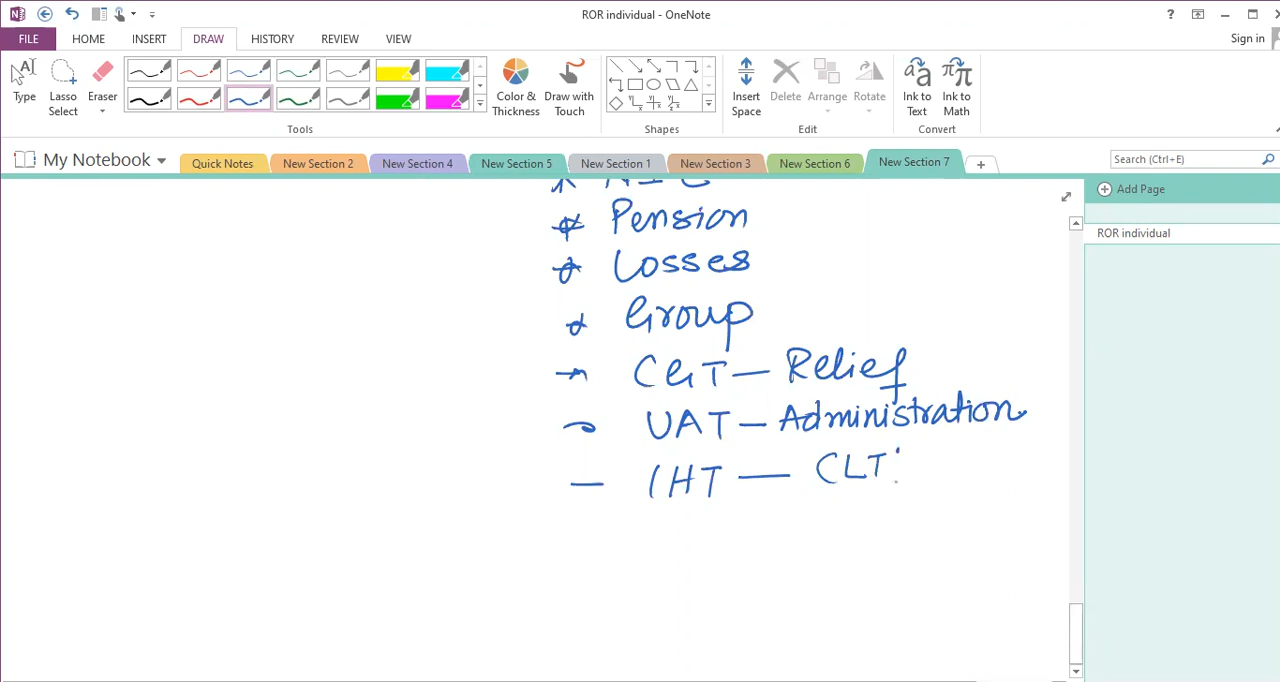 ROR individual - OneNote
?
Sign in
FILE HOME INSERT DRAW HISTORY REVIEW VIEW
Type
Lasso Select
Eraser
Color & Thickness
Draw with Touch
Insert Space
Delete
Arrange
Rotate
Ink to Text
Ink to Math
Tools
Shapes
Edit
Convert
My Notebook
Quick Notes New Section 2 New Section 4 New Section 5 New Section 1 New Section 3 New Section 6 New Section 7
Search (Ctrl+E)
Add Page
ROR individual
NIC
Pension
Losses
Group
CGT — Relief
VAT — Administration
— IHT — CLT